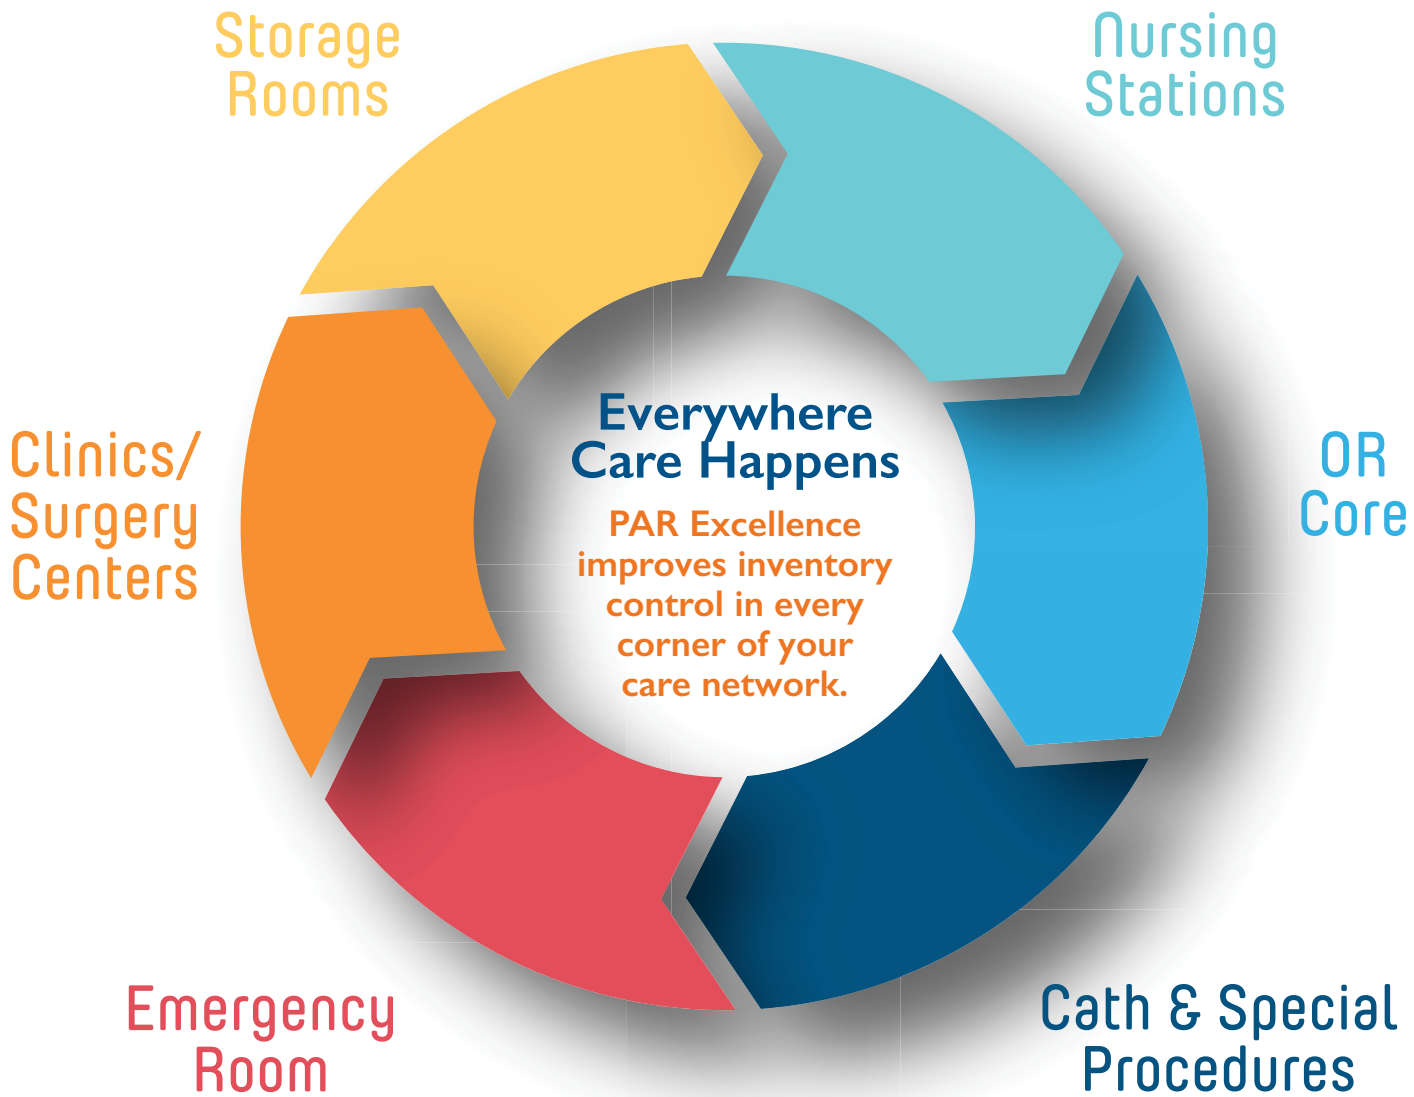 Storage
Rooms
Nursing
Stations
Clinics/
Surgery
Centers
Everywhere
Care Happens
PAR Excellence
improves inventory
control in every
corner of your
care network.
OR
Core
Emergency
Room
Cath & Special
Procedures